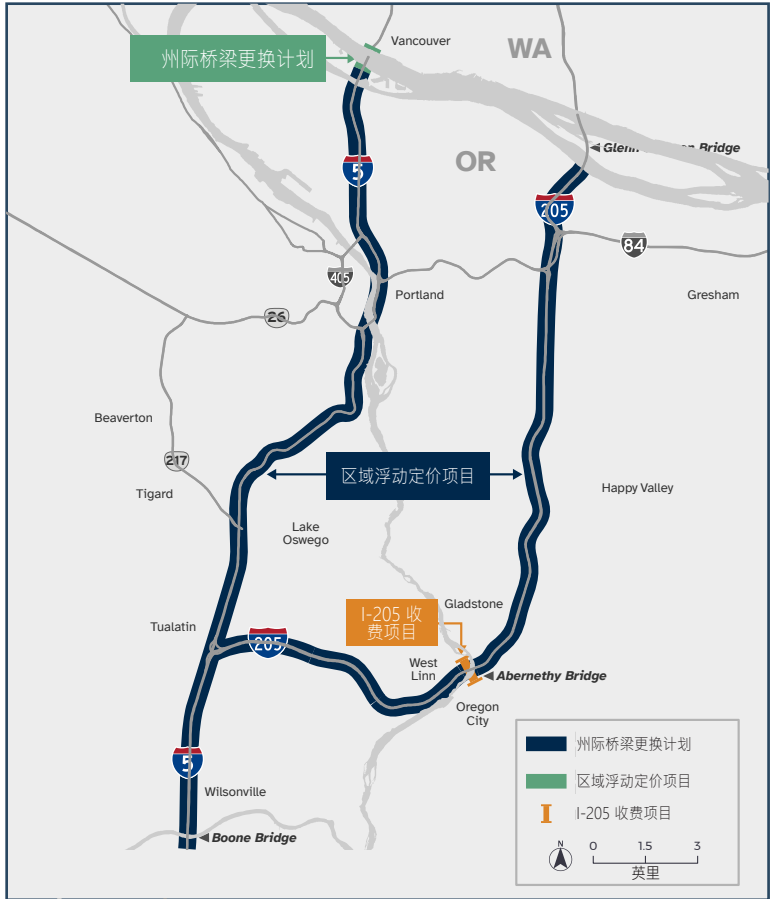 Vancouver
州际桥梁更换计划
WA
OR
Glenn Bridge
5
205
84
405
Portland
Gresham
26
Beaverton
217
区域浮动定价项目
Tigard
Happy Valley
Lake
Oswego
I-205 收
费项目
Gladstone
Tualatin
205
West
Linn
Abernethy Bridge
Oregon
City
5
Wilsonville
Boone Bridge
州际桥梁更换计划
区域浮动定价项目
I-205 收费项目
N
0 1.5 3
英里